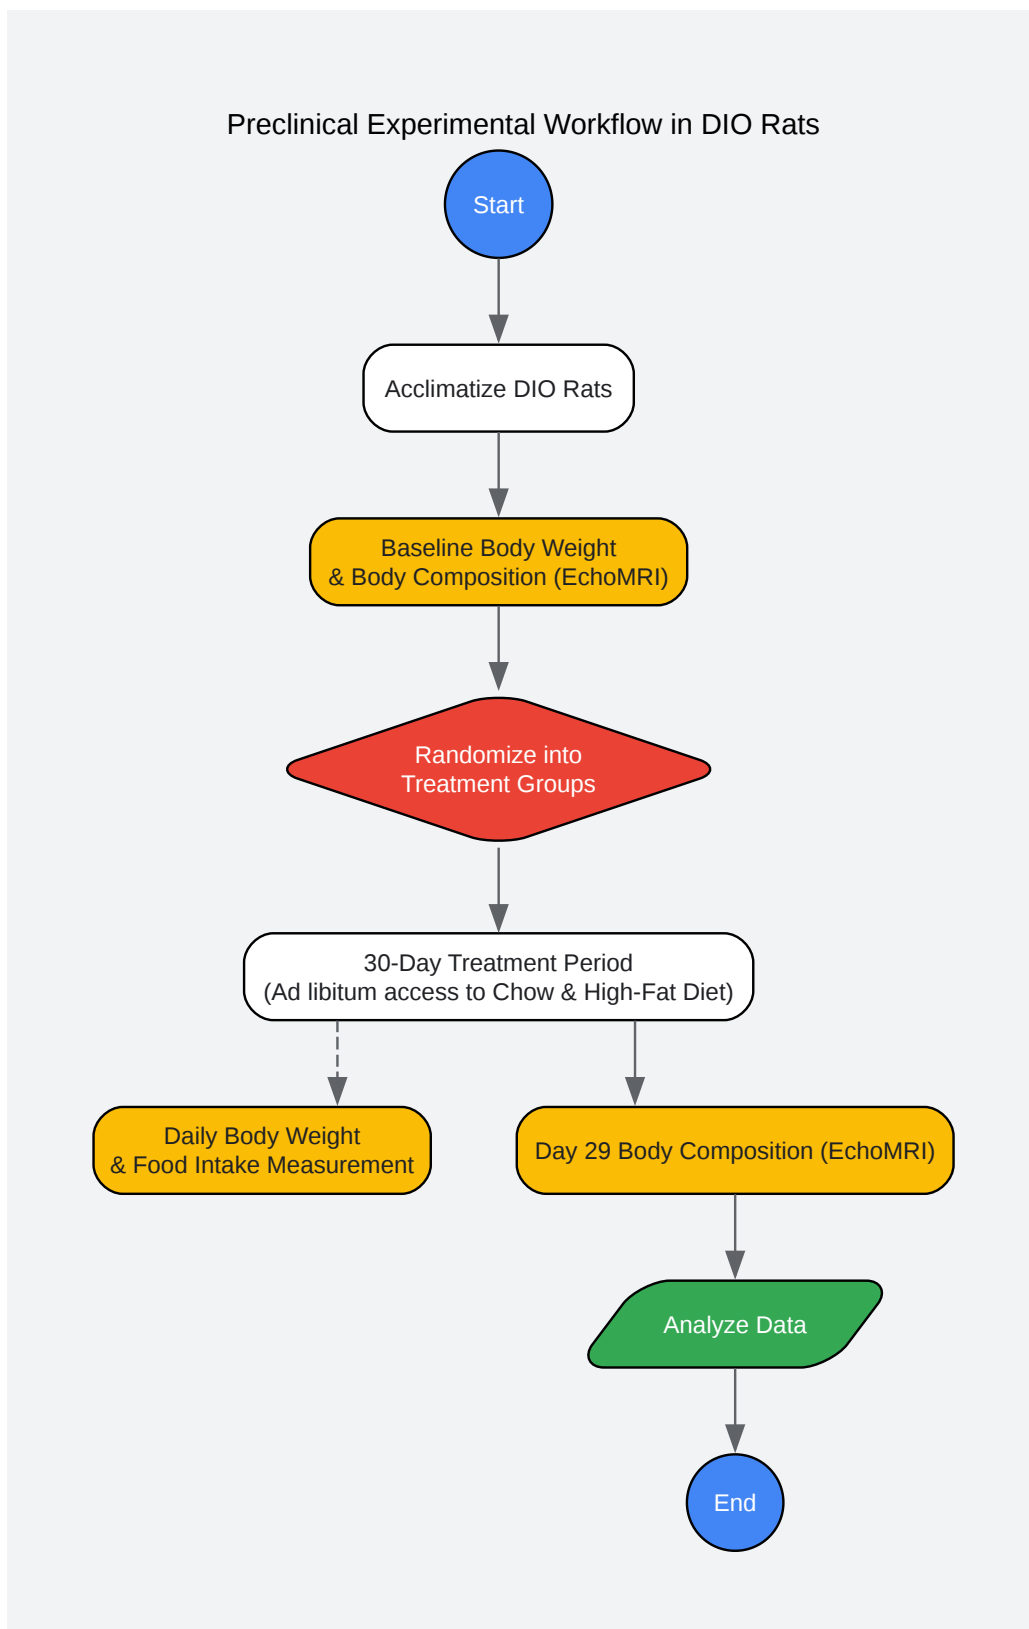 Preclinical Experimental Workflow in DIO Rats
Start
Acclimatize DIO Rats
Baseline Body Weight
& Body Composition (EchoMRI)
Randomize into
Treatment Groups
30-Day Treatment Period
(Ad libitum access to Chow & High-Fat Diet)
Daily Body Weight
& Food Intake Measurement
Day 29 Body Composition (EchoMRI)
Analyze Data
End